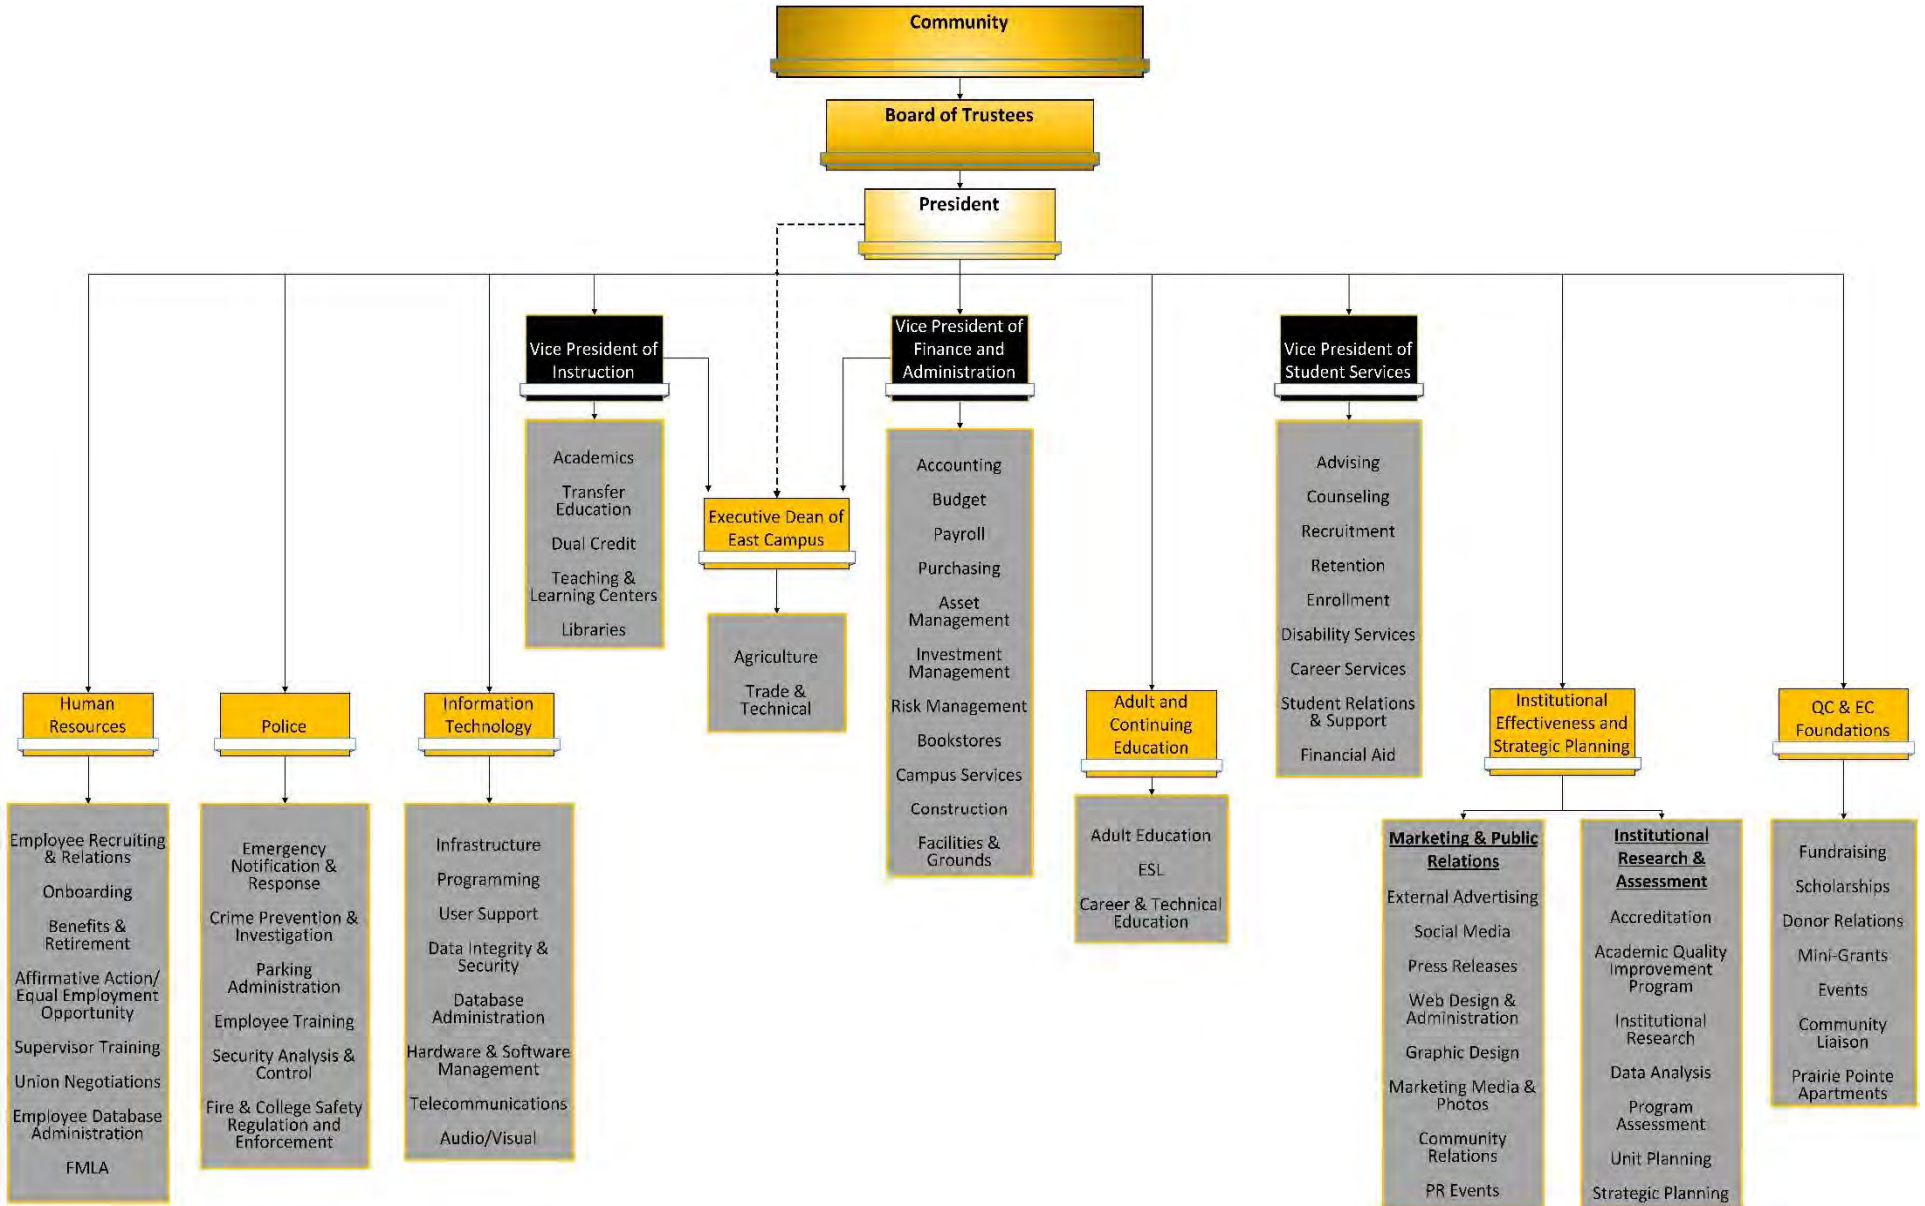 Community
Board of Trustees
President
Vice President of
Instruction
Vice President of
Finance and
Administration
Vice President of
Student Services
Academics
Transfer
Education
Dual Credit
Teaching &
Learning Centers
Libraries
Executive Dean of
East Campus
Agriculture
Trade &
Technical
Accounting
Budget
Payroll
Purchasing
Asset
Management
Investment
Management
Risk Management
Bookstores
Campus Services
Construction
Facilities &
Grounds
Advising
Counseling
Recruitment
Retention
Enrollment
Disability Services
Career Services
Student Relations
& Support
Financial Aid
Human
Resources
Employee Recruiting
& Relations
Onboarding
Benefits &
Retirement
Affirmative Action/
Equal Employment
Opportunity
Supervisor Training
Union Negotiations
Employee Database
Administration
FMLA
Police
Emergency
Notification &
Response
Crime Prevention &
Investigation
Parking
Administration
Employee Training
Security Analysis &
Control
Fire & College Safety
Regulation and
Enforcement
Information
Technology
Infrastructure
Programming
User Support
Data Integrity &
Security
Database
Administration
Hardware & Software
Management
Telecommunications
Audio/Visual
Adult and
Continuing
Education
Adult Education
ESL
Career & Technical
Education
Institutional
Effectiveness and
Strategic Planning
Marketing & Public
Relations
External Advertising
Social Media
Press Releases
Web Design &
Administration
Graphic Design
Marketing Media &
Photos
Community
Relations
PR Events
Institutional
Research &
Assessment
Accreditation
Academic Quality
Improvement
Program
Institutional
Research
Data Analysis
Program
Assessment
Unit Planning
Strategic Planning
QC & EC
Foundations
Fundraising
Scholarships
Donor Relations
Mini-Grants
Events
Community
Liaison
Prairie Pointe
Apartments